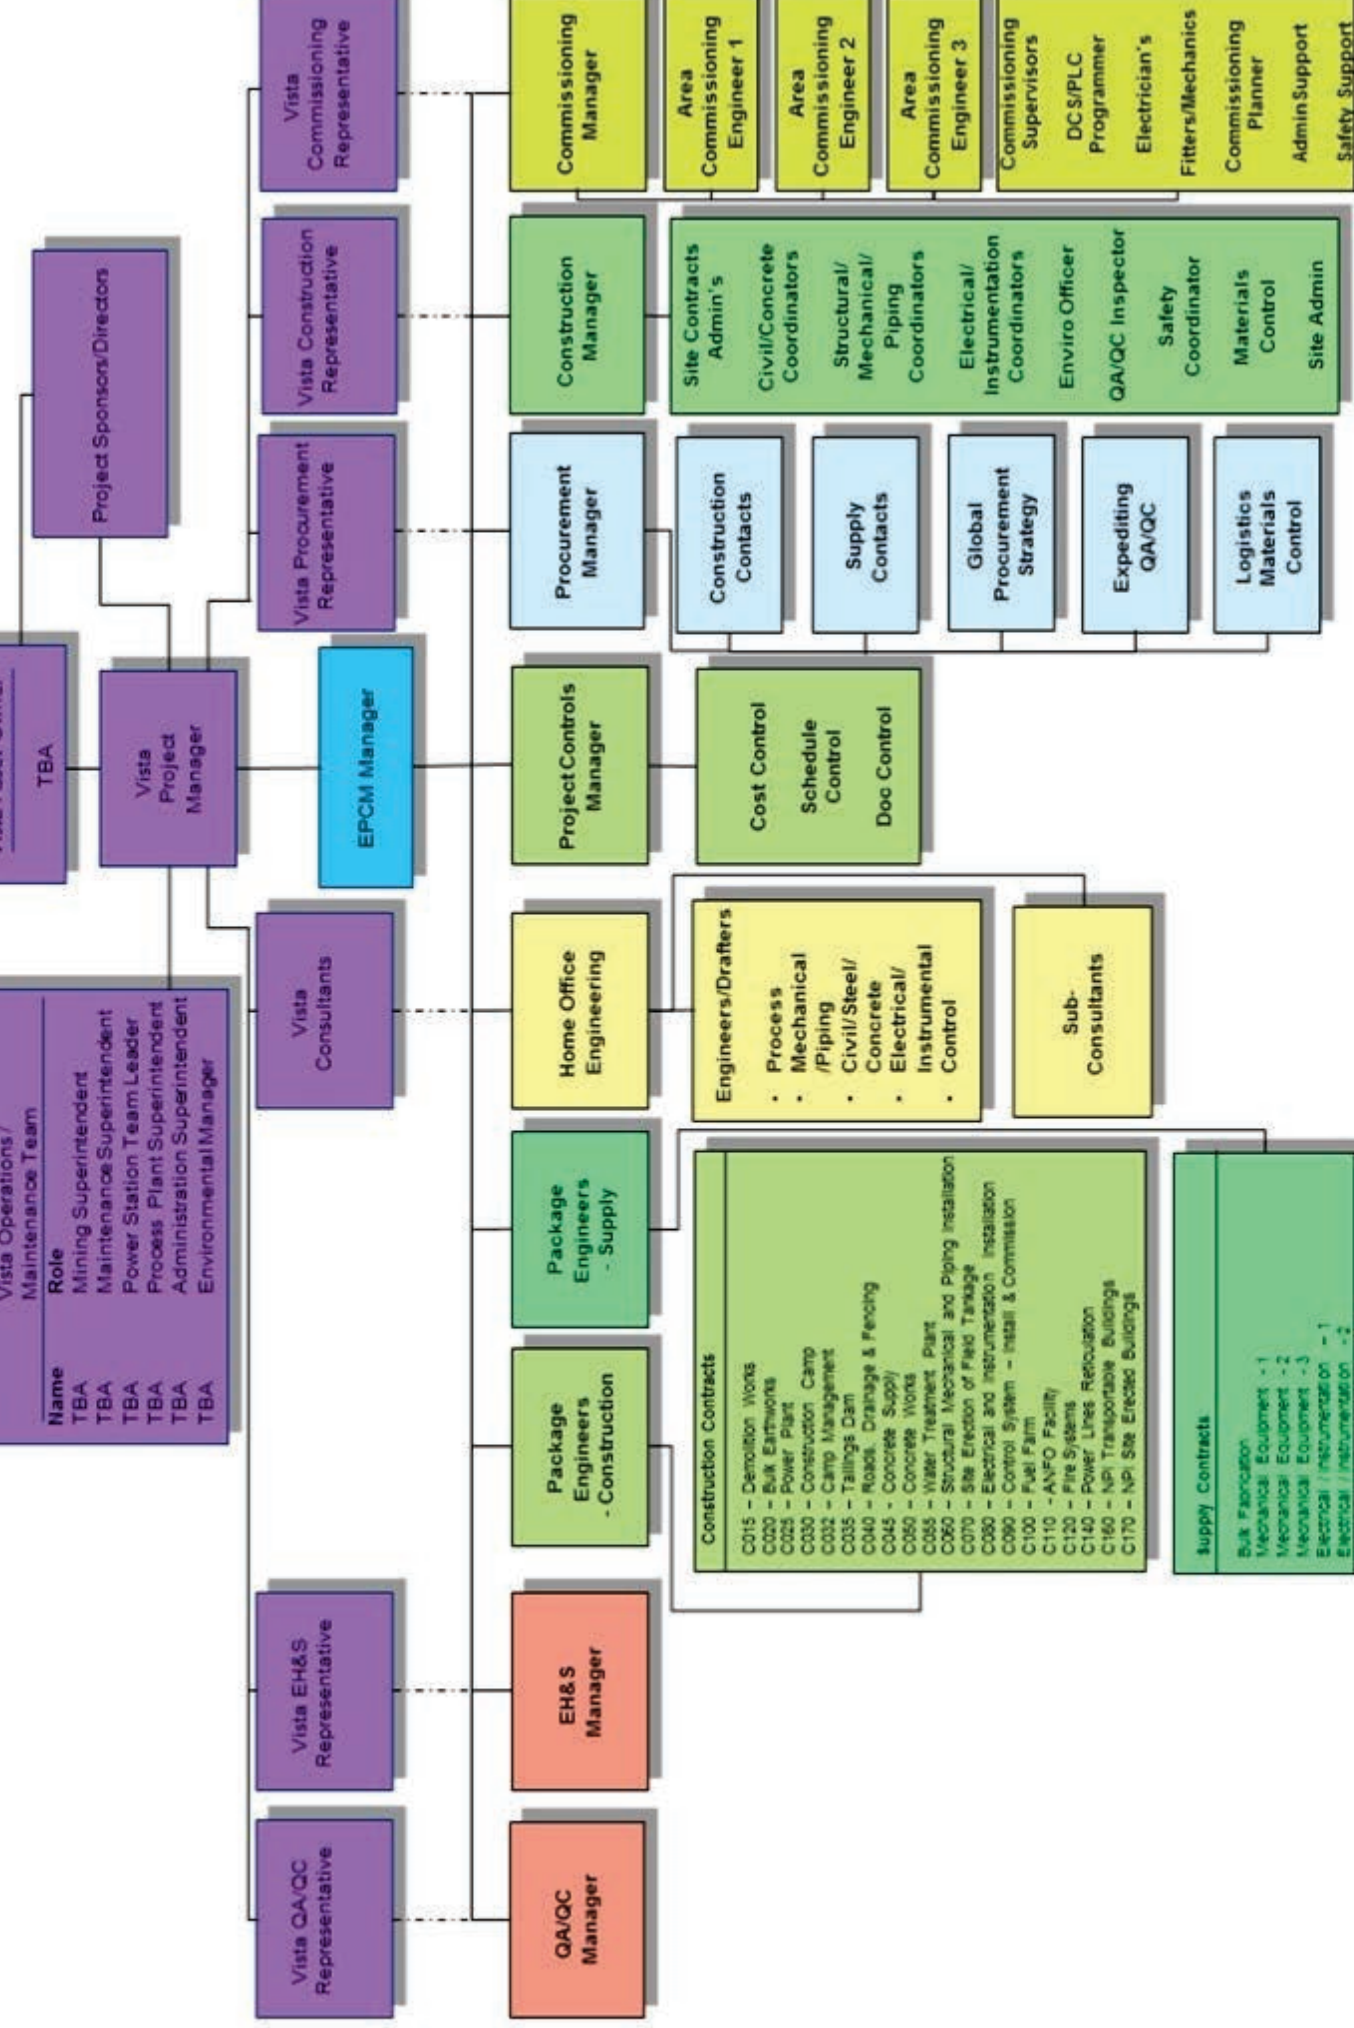 Vista Operations/
Maintenance Team
Name Role
TBA Mining Superintendent
TBA Maintenance Superintendent
TBA Power Station Team Leader
TBA Process Plant Superintendent
TBA Administration Superintendent
TBA Environmental Manager
TBA
Project Sponsors/Directors
Vista
Project
Manager
Vista QA/QC
Representative
Vista EH&S
Representative
Vista
Consultants
EPCM Manager
Vista Procurement
Representative
Vista Construction
Representative
Vista
Commissioning
Representative
QA/QC
Manager
EH&S
Manager
Package
Engineers
- Construction
Package
Engineers
- Supply
Home Office
Engineering
Project Controls
Manager
Procurement
Manager
Construction
Manager
Commissioning
Manager
Construction Contracts
C015 – Demolition Works
C020 – Bulk Earthworks
C025 – Power Plant
C030 – Construction Camp
C032 – Camp Management
C035 – Tailings Dam
C040 – Roads, Drainage & Fencing
C045 - Concrete Supply
C050 – Concrete Works
C055 – Water Treatment Plant
C060 – Structural Mechanical and Piping Installation
C070 – Site Erection of Field Tankage
C080 – Electrical and Instrumentation Installation
C090 – Control System – Install & Commission
C100 – Fuel Farm
C110 - ANFO Facility
C120 – Fire Systems
C140 – Power Lines Reticulation
C160 – NPI Transportable Buildings
C170 – NPI Site Erected Buildings
Supply Contracts
Bulk Fabrication
Mechanical Equipment - 1
Mechanical Equipment - 2
Mechanical Equipment - 3
Electrical / Instrumentation - 1
Electrical / Instrumentation - 2
Engineers/Drafters
• Process
• Mechanical
/Piping
• Civil/Steel/
Concrete
• Electrical/
Instrumental
• Control
Sub-
Consultants
Cost Control
Schedule
Control
Doc Control
Construction
Contacts
Supply
Contacts
Global
Procurement
Strategy
Expediting
QA/QC
Logistics
Materials
Control
Site Contracts
Admin's
Civil/Concrete
Coordinators
Structural/
Mechanical/
Piping
Coordinators
Electrical/
Instrumentation
Coordinators
Enviro Officer
QA/QC Inspector
Safety
Coordinator
Materials
Control
Site Admin
Area
Commissioning
Engineer 1
Area
Commissioning
Engineer 2
Area
Commissioning
Engineer 3
Commissioning
Supervisors
DCS/PLC
Programmer
Electrician's
Fitters/Mechanics
Commissioning
Planner
Admin Support
Safety Support